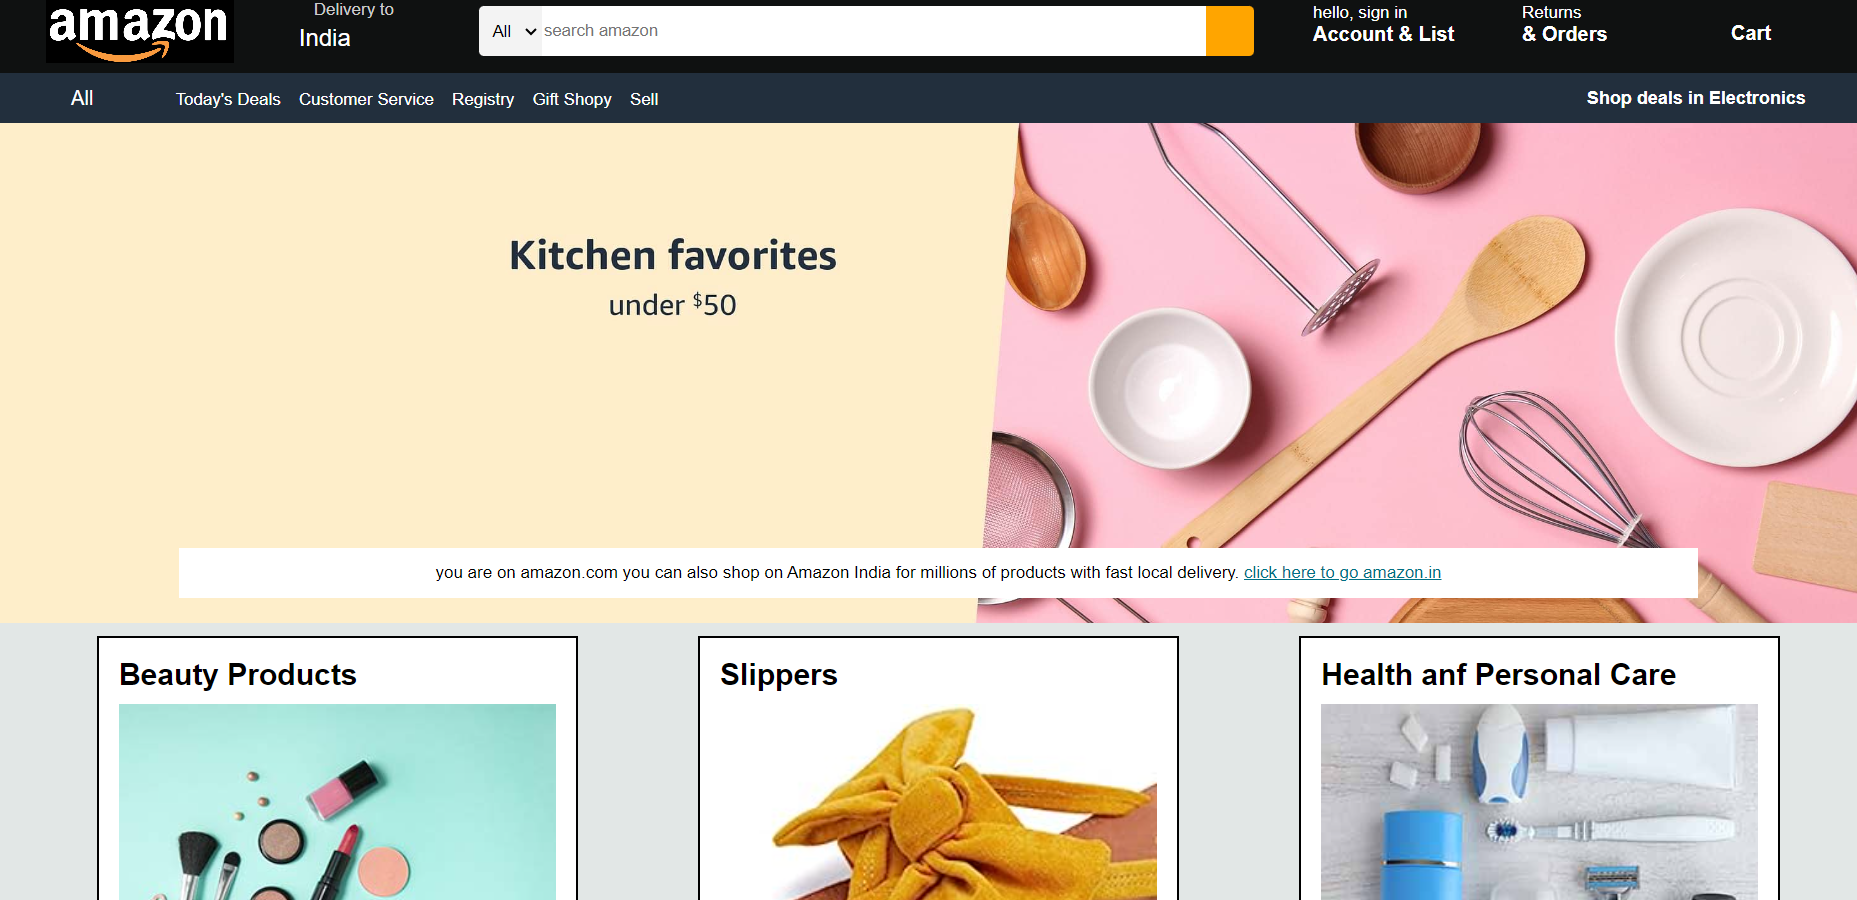 amazon
Delivery to
India
All
search amazon
hello, sign in
Account & List
Returns
& Orders
Cart
All
Today's Deals
Customer Service
Registry
Gift Shopy
Sell
Shop deals in Electronics
Kitchen favorites
under $50
you are on amazon.com you can also shop on Amazon India for millions of products with fast local delivery. click here to go amazon.in
Beauty Products
Slippers
Health anf Personal Care